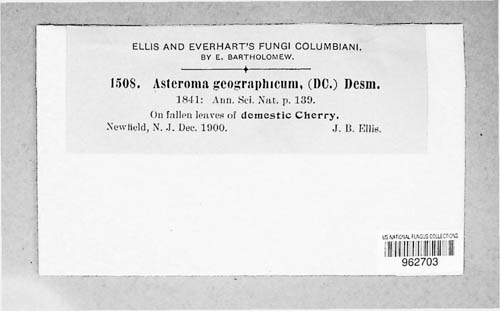 ELLIS AND EVERHART'S FUNGI COLUMBIANI.
BY E. BARTHOLOMEW.
1508. Asteroma geographicum, (DC.) Desm.
1841: Ann. Sci. Nat. p. 139.
On fallen leaves of domestic Cherry.
Newfield, N. J. Dec. 1900. J. B. Ellis.
US NATIONAL FUNGUS COLLECTIONS
962703